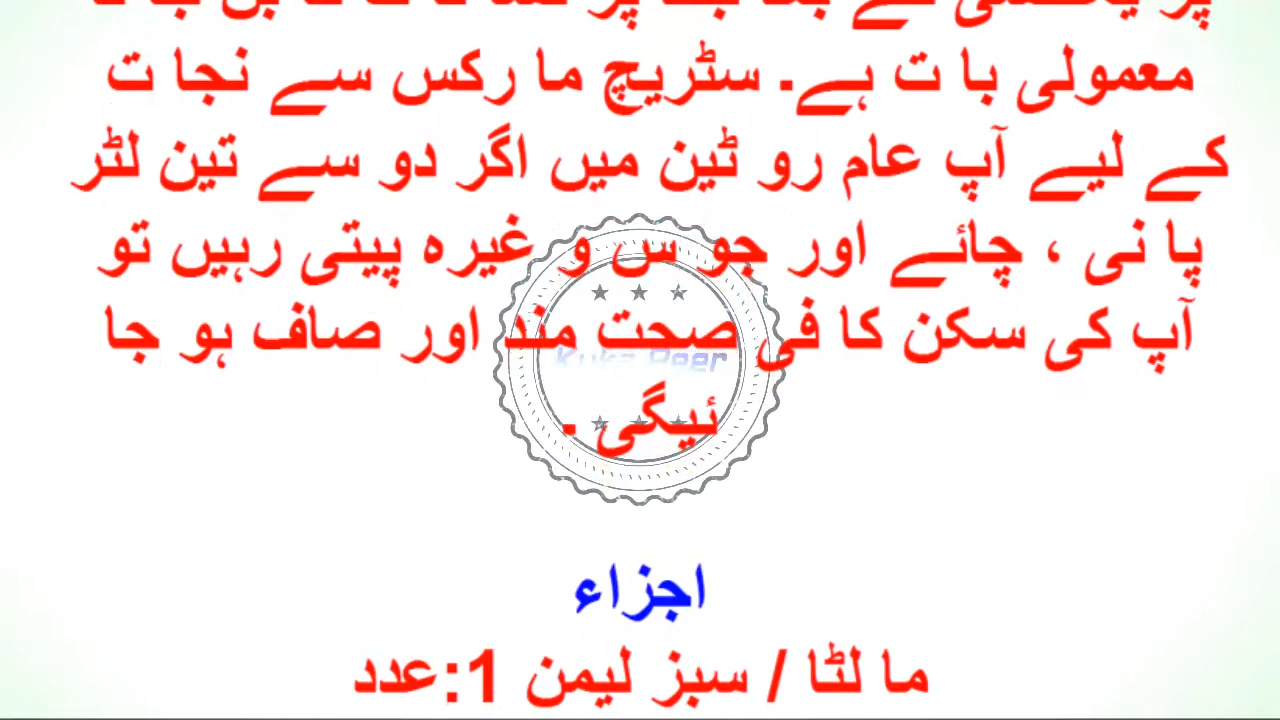 معمولی با ت ہے۔ سٹریچ ما رکس سے نجا ت
کے لیے آپ عام رو ٹین میں اگر دو سے تین لٹر
پا نی ، چائے اور جو س و غیرہ پیتی رہیں تو
آپ کی سکن کا فی صحت مند اور صاف ہو جا
ئیگی .
اجزاء
ما لٹا / سبز لیمن 1:عدد